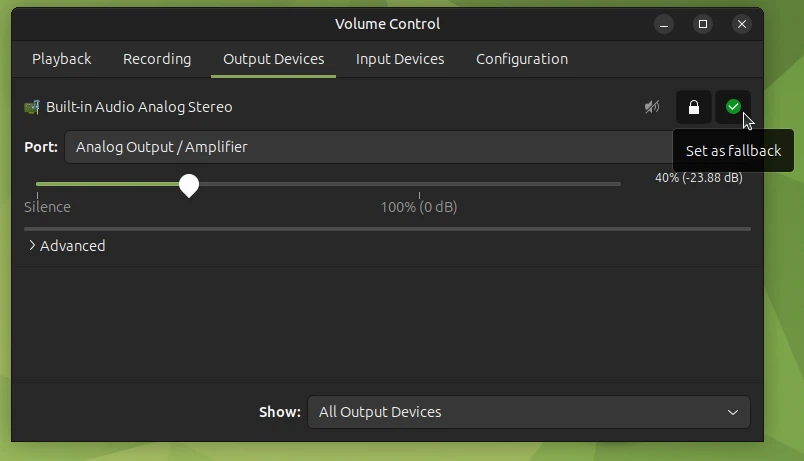 Volume Control
Playback Recording Output Devices Input Devices Configuration
Built-in Audio Analog Stereo
Port: Analog Output / Amplifier
Set as fallback
40% (-23.88 dB)
Silence 100% (0 dB)
Advanced
Show: All Output Devices